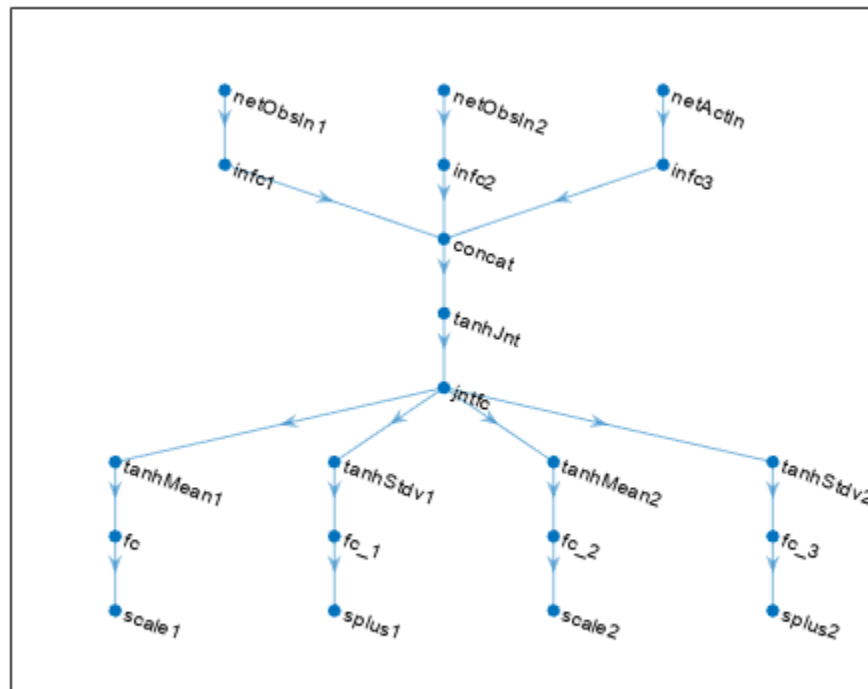 netObsIn1
netObsIn2
netActIn
infc1
infc2
infc3
concat
tanhJnt
jntfc
tanhMean1
tanhStdv1
tanhMean2
tanhStdv2
fc
fc_1
fc_2
fc_3
scale1
splus1
scale2
splus2